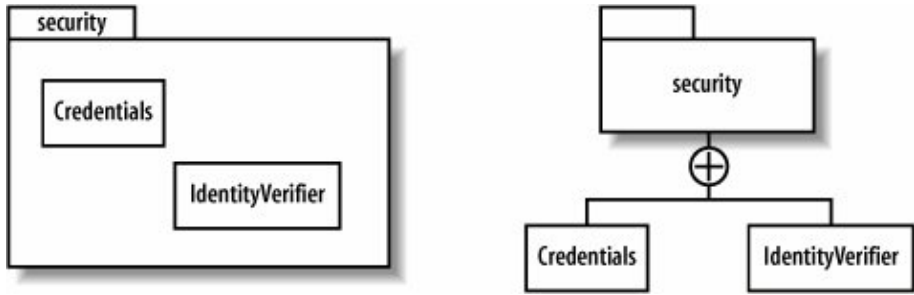 security
Credentials
IdentityVerifier
security
Credentials
IdentityVerifier